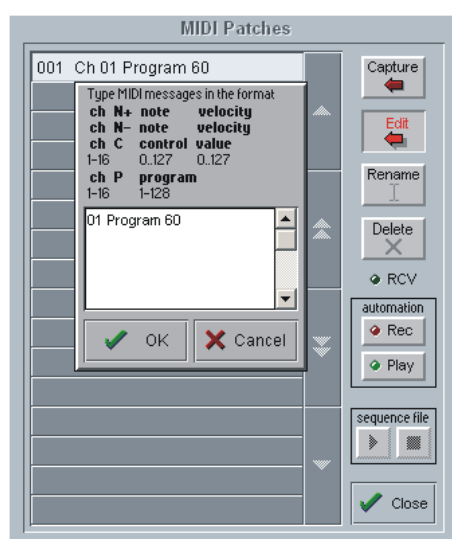 MIDI Patches
001 Ch 01 Program 60
Type MIDI messages in the format
ch N+ note velocity
ch N- note velocity
ch C control value
1-16 0..127 0..127
ch P program
1-16 1-128
01 Program 60
OK
Cancel
Capture
Edit
Rename
Delete
RCV
automation
Rec
Play
sequence file
Close